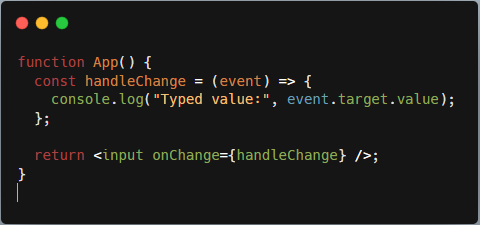 function App() {
  const handleChange = (event) => {
    console.log("Typed value:", event.target.value);
  };

  return <input onChange={handleChange} />;
}